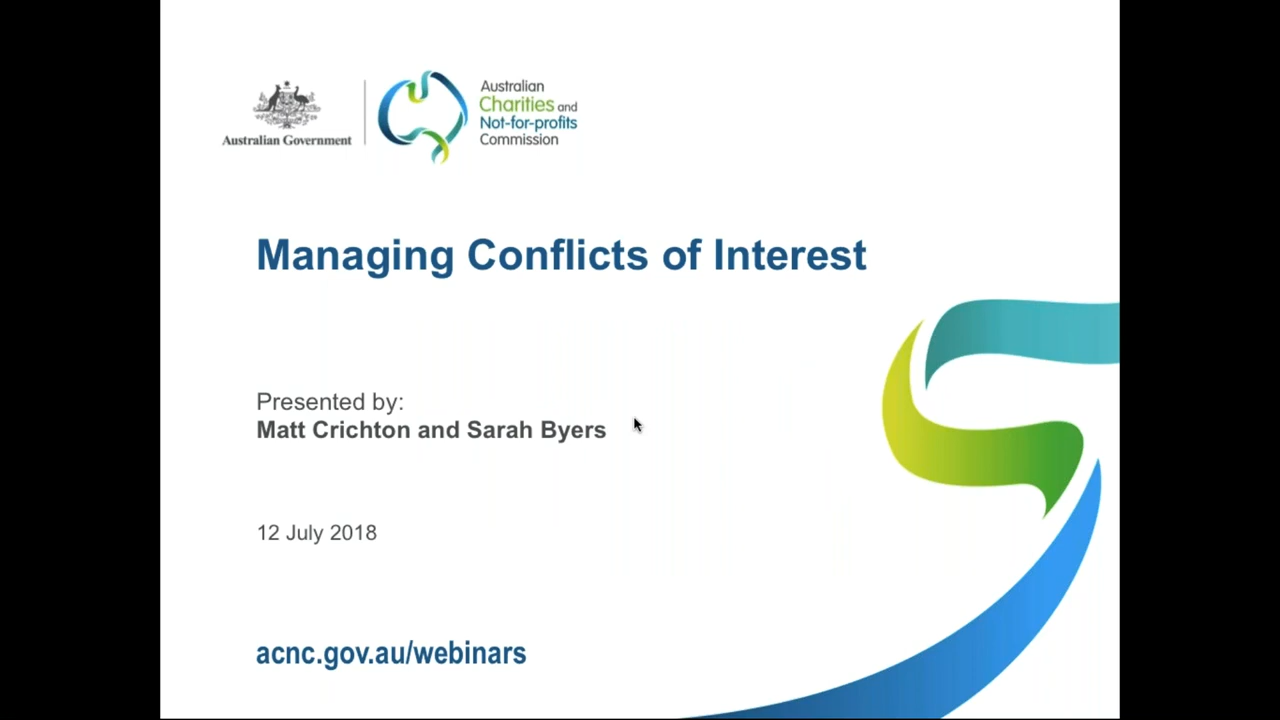 Australian Government
Australian
Charities and
Not-for-profits
Commission
Managing Conflicts of Interest
Presented by:
Matt Crichton and Sarah Byers
12 July 2018
acnc.gov.au/webinars